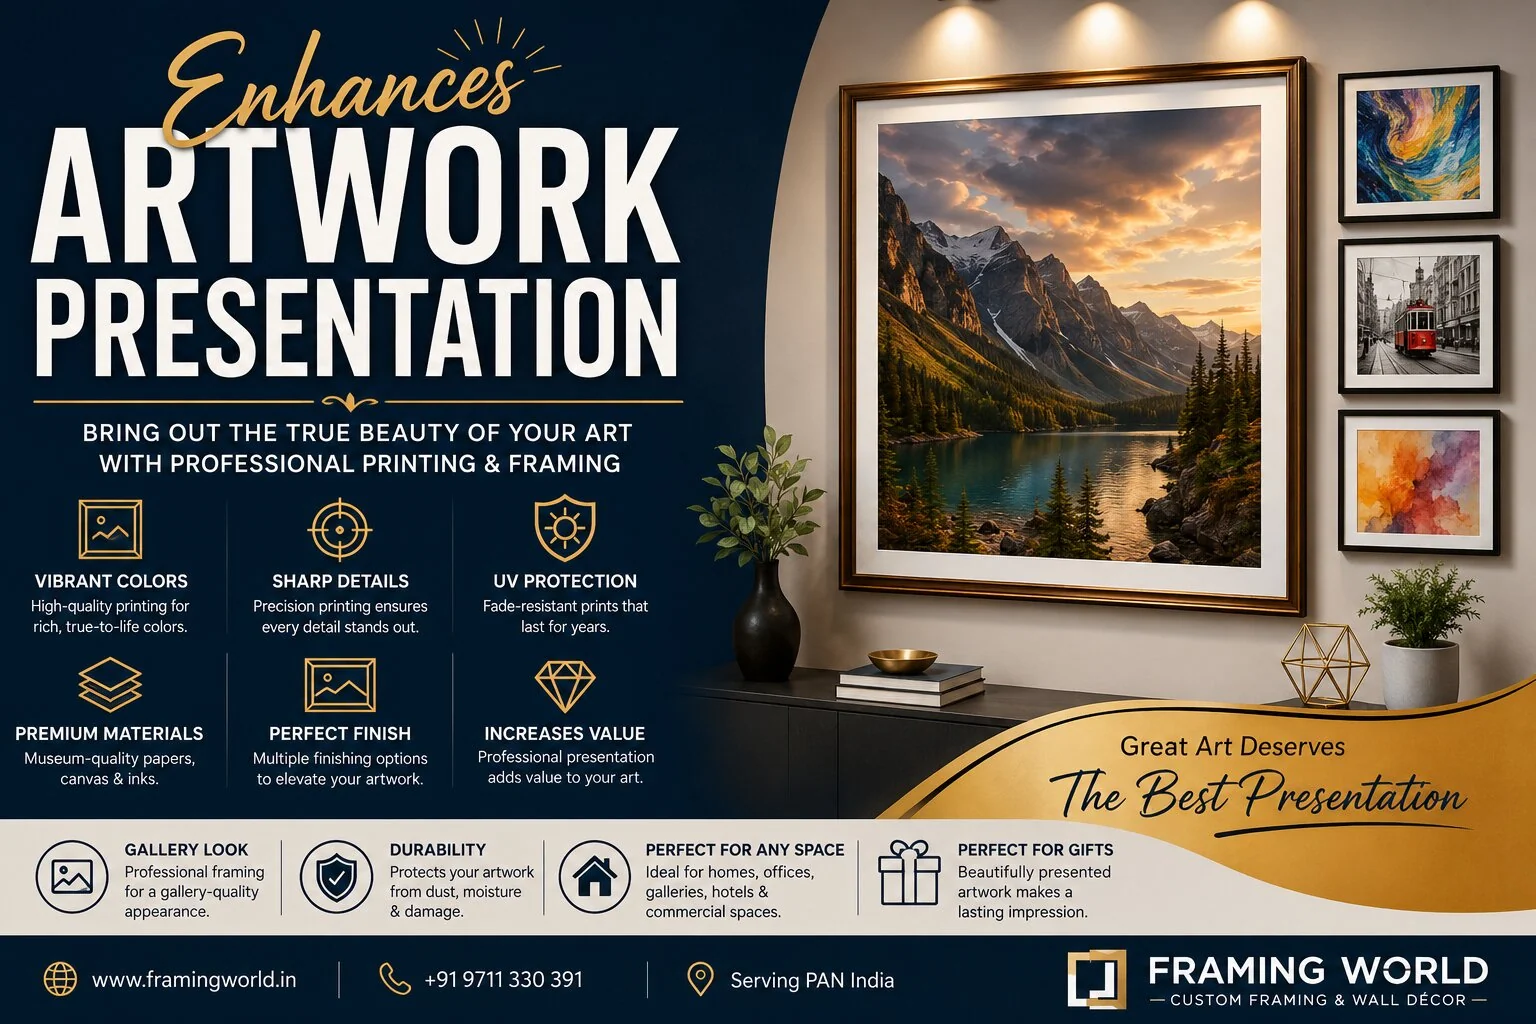 Enhances
ARTWORK
PRESENTATION
BRING OUT THE TRUE BEAUTY OF YOUR ART
WITH PROFESSIONAL PRINTING & FRAMING
VIBRANT COLORS
High-quality printing for
rich, true-to-life colors.
SHARP DETAILS
Precision printing ensures
every detail stands out.
UV PROTECTION
Fade-resistant prints that
last for years.
PREMIUM MATERIALS
Museum-quality papers,
canvas & inks.
PERFECT FINISH
Multiple finishing options
to elevate your artwork.
INCREASES VALUE
Professional presentation
adds value to your art.
Great Art Deserves
The Best Presentation
GALLERY LOOK
Professional framing
for a gallery-quality
appearance.
DURABILITY
Protects your artwork
from dust, moisture
& damage.
PERFECT FOR ANY SPACE
Ideal for homes, offices,
galleries, hotels &
commercial spaces.
PERFECT FOR GIFTS
Beautifully presented
artwork makes a
lasting impression.
www.framingworld.in
+91 9711 330 391
Serving PAN India
FRAMING WORLD
CUSTOM FRAMING & WALL DÉCOR